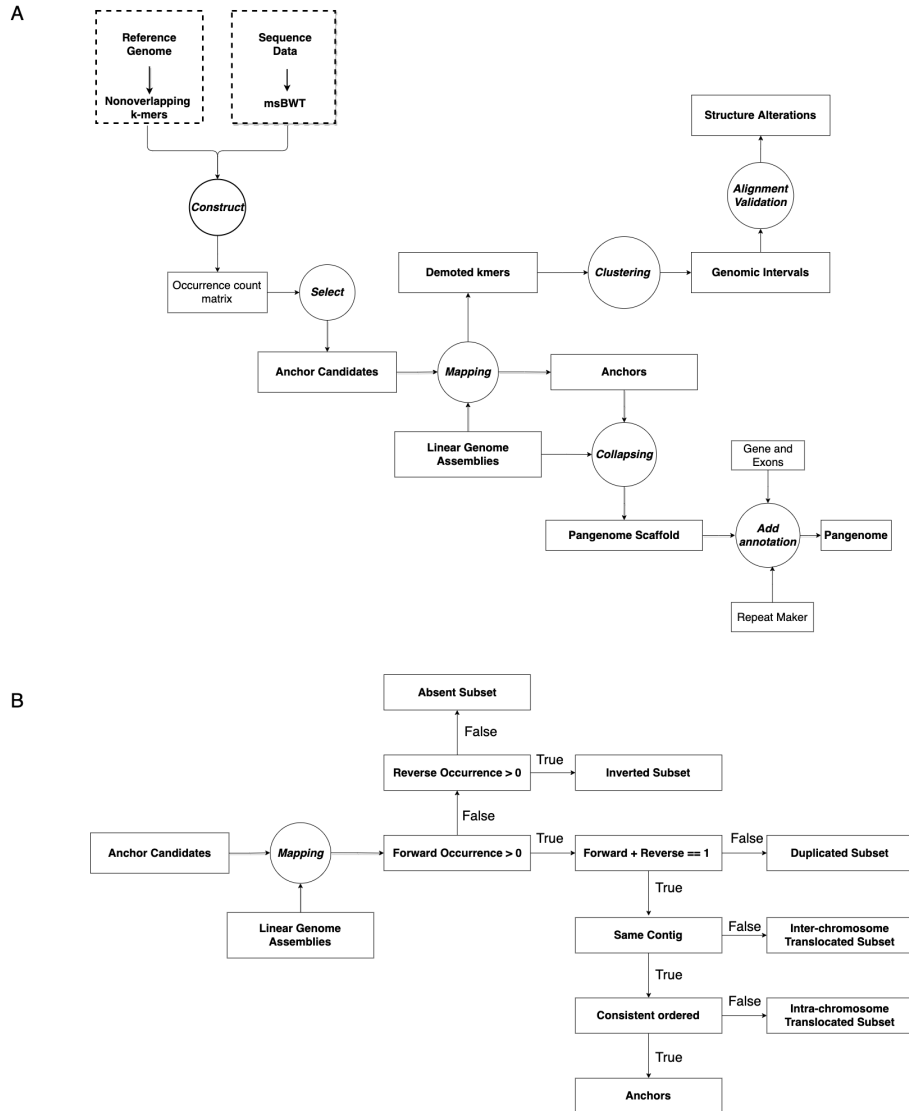 A
Reference
Genome
Sequence
Data
Nonoverlapping
k-mers
msBWT
Structure Alterations
Construct
Alignment
Validation
Occurrence count
matrix
Select
Demoted kmers
Clustering
Genomic Intervals
Anchor Candidates
Mapping
Anchors
Linear Genome
Assemblies
Collapsing
Gene and
Exons
Pangenome Scaffold
Add
annotation
Pangenome
Repeat Maker
B
Absent Subset
False
Reverse Occurrence > 0
True
Inverted Subset
False
Anchor Candidates
Mapping
Forward Occurrence > 0
True
Forward + Reverse == 1
False
Duplicated Subset
True
Linear Genome
Assemblies
Same Contig
False
Inter-chromosome
Translocated Subset
True
Consistent ordered
False
Intra-chromosome
Translocated Subset
True
Anchors